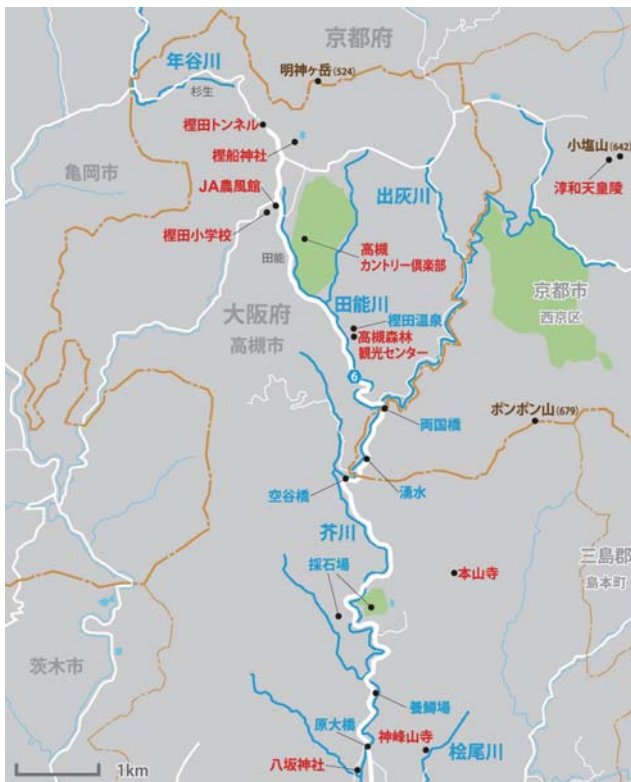 京都府
年谷川
明神ヶ岳(524)
杉生
樫田トンネル
小塩山(642)
樫船神社
亀岡市
淳和天皇陵
JA農風館
出灰川
樫田小学校
高槻
カントリー倶楽部
田能
京都市
西京区
田能川
大阪府
高槻市
樫田温泉
高槻森林
観光センター
6
ポンポン山(679)
両国橋
空谷橋
湧水
芥川
三島郡
島本町
採石場
本山寺
茨木市
養鱒場
原大橋
神峰山寺
桧尾川
八坂神社
1km